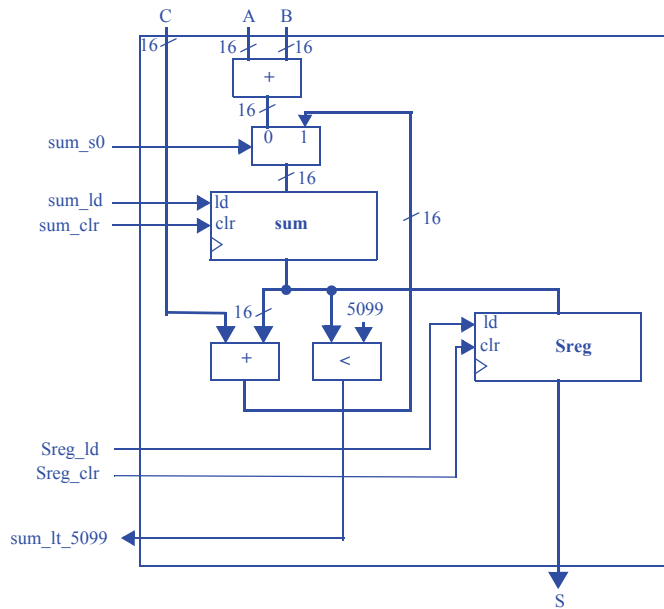 C A B
16 16 16
+
16
0 1
sum_s0
16
sum_ld ld
sum_clr clr sum
16
16 5099
ld
clr Sreg
+ <
Sreg_ld
Sreg_clr
sum_lt_5099
S